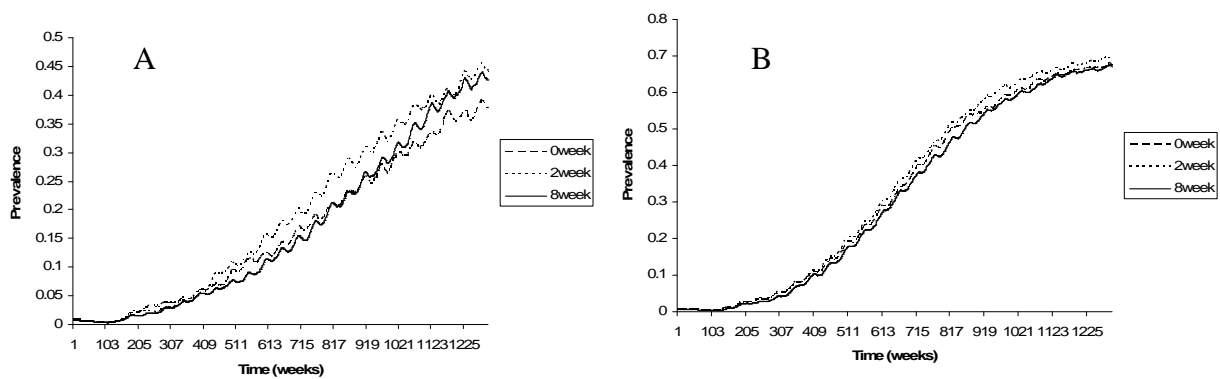 A
0.5
0.45
0.4
0.35
0.3
0.25
0.2
0.15
0.1
0.05
0
Prevalence
1 103 205 307 409 511 613 715 817 919 1021 1123 1225
Time (weeks)
0week
2week
8week
B
0.8
0.7
0.6
0.5
0.4
0.3
0.2
0.1
0
Prevalence
1 103 205 307 409 511 613 715 817 919 1021 1123 1225
Time (weeks)
0week
2week
8week